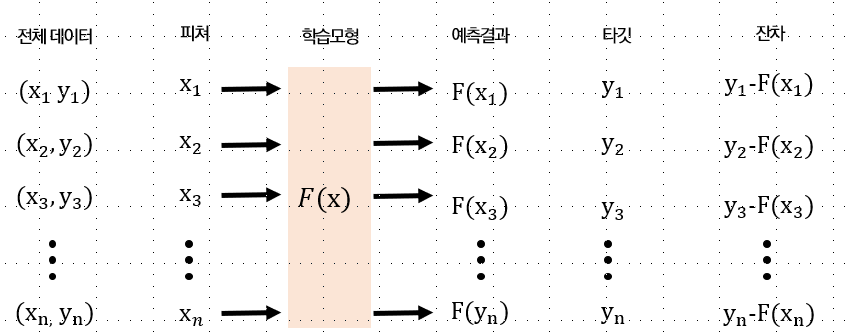 전체 데이터 피쳐 학습모형 예측결과 타깃 잔차
(x₁ y₁) x₁ F(x₁) y₁ y₁-F(x₁)
(x₂, y₂) x₂ F(x₂) y₂ y₂-F(x₂)
(x₃, y₃) x₃ F(x) F(x₃) y₃ y₃-F(x₃)
(xₙ, yₙ) xₙ F(yₙ) yₙ yₙ-F(xₙ)